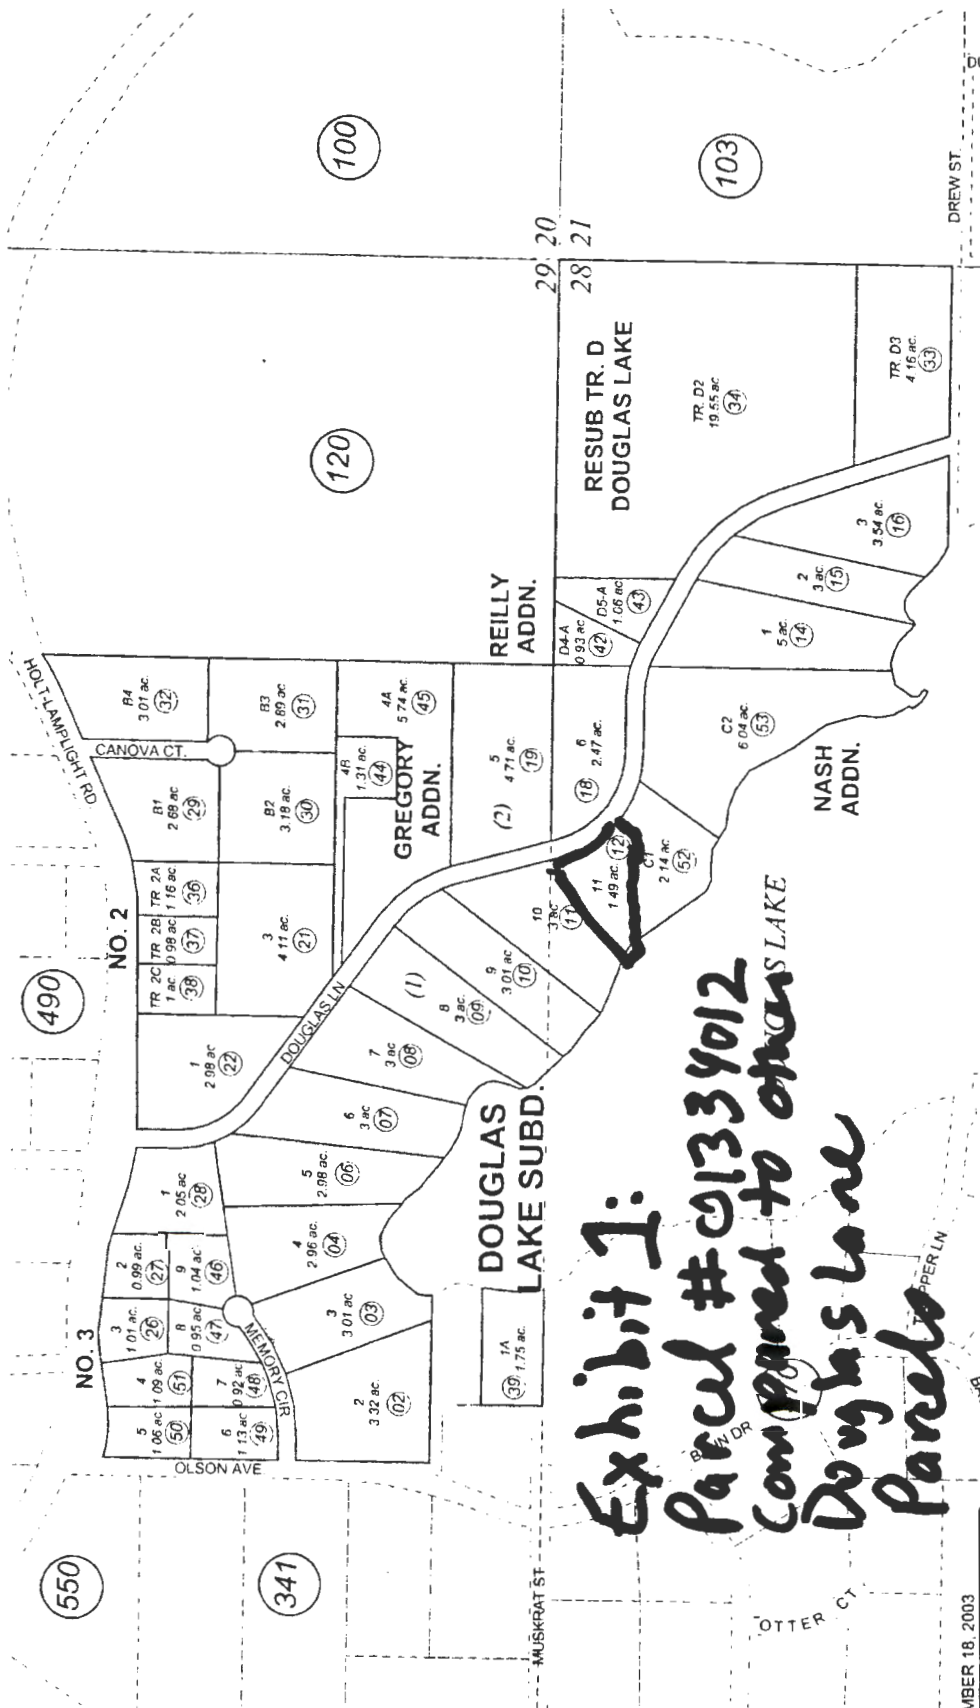 Exhibit 1:
Parcel #01334012
Compared to others
Douglas Lane
Parcels
550
490
341
120
100
103
29 20
28 21
NO. 3
NO. 2
HOLT-LAMPLIGHT RD
CANOVA CT.
OLSON AVE
MEMORY CIR
DOUGLAS LN
MUSKRAT ST
OTTER CT
DREW ST
DOUGLAS
LAKE SUBD.
GREGORY
ADDN.
REILLY
ADDN.
RESUB TR. D
DOUGLAS LAKE
NASH
ADDN.
LAKE
(1)
(2)
5
1.06 ac
50
4
1.09 ac
51
3
1.01 ac.
26
2
0.99 ac.
27
1
2.05 ac
28
6
1.13 ac
49
7
0.92 ac
48
8
0.95 ac
47
9
1.04 ac
46
2
3.32 ac
02
3
3.01 ac
03
4
2.96 ac.
04
5
2.98 ac.
06
6
3 ac
07
7
3 ac
08
8
3 ac
09
9
3.01 ac
10
10
3 ac
11
11
1.49 ac.
12
C1
2.14 ac.
52
C2
6.04 ac.
53
1
2.98 ac
22
TR 2C
1 ac.
38
TR 2B
0.98 ac
37
TR 2A
1.16 ac
36
3
4.11 ac
21
B1
2.68 ac
29
B2
3.18 ac
30
B3
2.89 ac
31
B4
3.01 ac.
32
4B
1.31 ac.
44
4A
5.74 ac
45
5
4.71 ac
19
6
2.47 ac.
18
D4-A
0.93 ac
42
D5-A
1.06 ac
43
1
5 ac.
14
2
3 ac
15
3
3.54 ac.
16
TR. D2
19.55 ac
34
TR. D3
4.16 ac.
33
1A
1.75 ac.
39
MBER 18, 2003